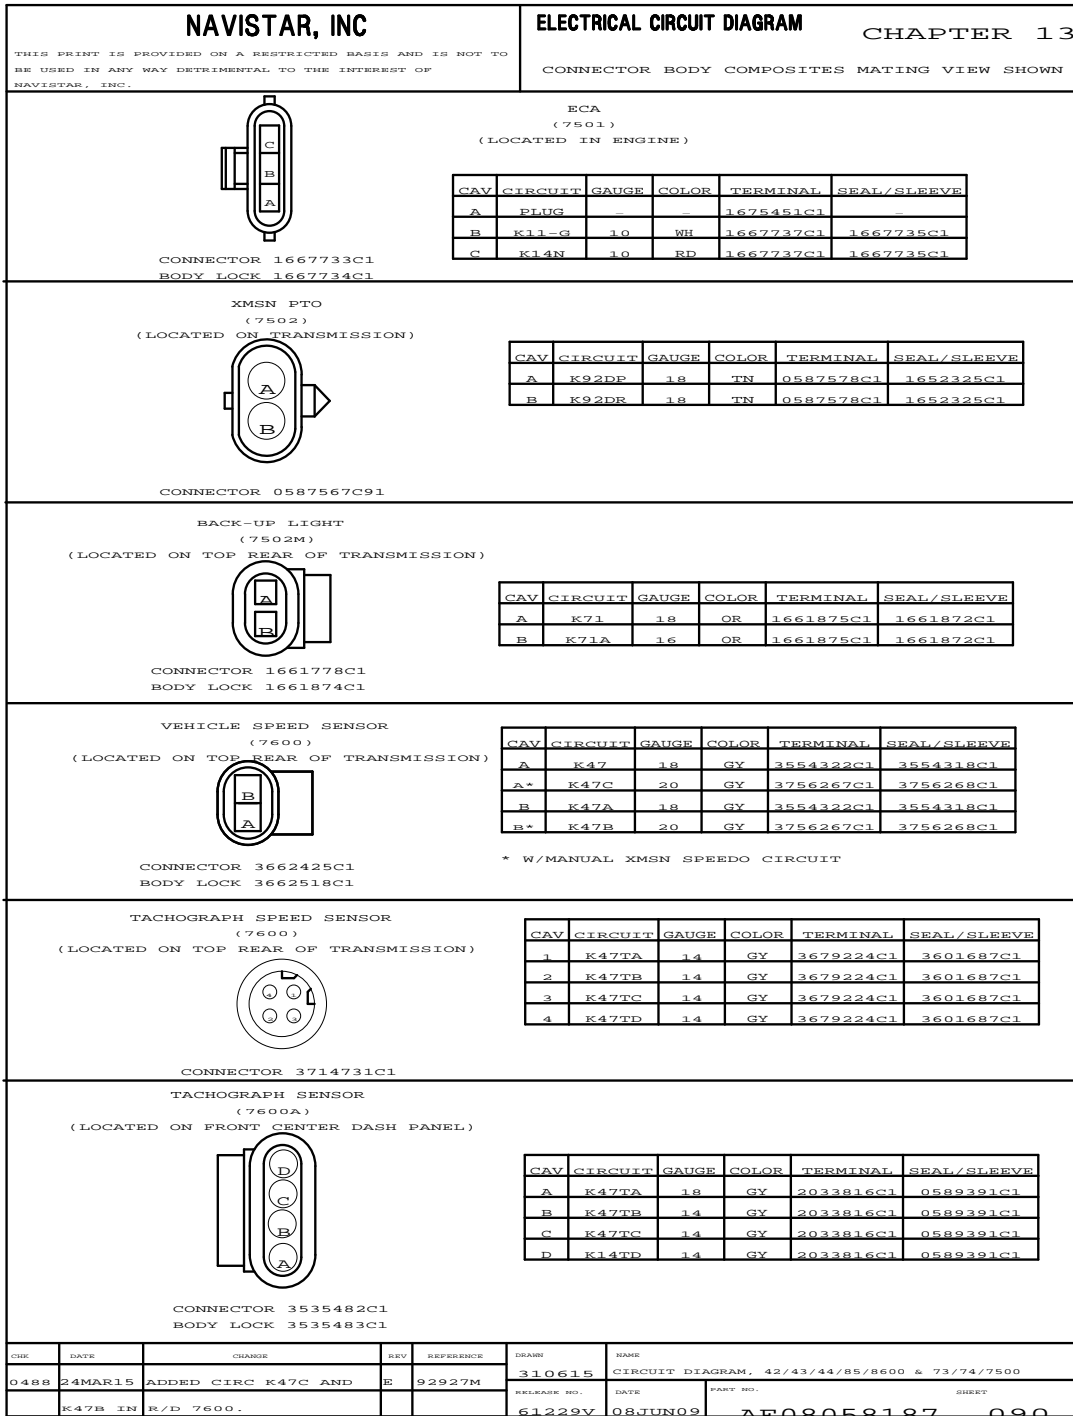 NAVISTAR, INC
THIS PRINT IS PROVIDED ON A RESTRICTED BASIS AND IS NOT TO
BE USED IN ANY WAY DETRIMENTAL TO THE INTEREST OF
NAVISTAR, INC.
ELECTRICAL CIRCUIT DIAGRAM CHAPTER 13
CONNECTOR BODY COMPOSITES MATING VIEW SHOWN
C
B
A
CONNECTOR 1667733C1
BODY LOCK 1667734C1
ECA
(7501)
(LOCATED IN ENGINE)
CAV CIRCUIT GAUGE COLOR TERMINAL SEAL/SLEEVE
A PLUG - - 1675451C1 -
B K11-G 10 WH 1667737C1 1667735C1
C K14N 10 RD 1667737C1 1667735C1
XMSN PTO
(7502)
(LOCATED ON TRANSMISSION)
A
B
CONNECTOR 0587567C91
CAV CIRCUIT GAUGE COLOR TERMINAL SEAL/SLEEVE
A K92DP 18 TN 0587578C1 1652325C1
B K92DR 18 TN 0587578C1 1652325C1
BACK-UP LIGHT
(7502M)
(LOCATED ON TOP REAR OF TRANSMISSION)
A
B
CONNECTOR 1661778C1
BODY LOCK 1661874C1
CAV CIRCUIT GAUGE COLOR TERMINAL SEAL/SLEEVE
A K71 18 OR 1661875C1 1661872C1
B K71A 16 OR 1661875C1 1661872C1
VEHICLE SPEED SENSOR
(7600)
(LOCATED ON TOP REAR OF TRANSMISSION)
B
A
CONNECTOR 3662425C1
BODY LOCK 3662518C1
CAV CIRCUIT GAUGE COLOR TERMINAL SEAL/SLEEVE
A K47 18 GY 3554322C1 3554318C1
A* K47C 20 GY 3756267C1 3756268C1
B K47A 18 GY 3554322C1 3554318C1
B* K47B 20 GY 3756267C1 3756268C1
* W/MANUAL XMSN SPEEDO CIRCUIT
TACHOGRAPH SPEED SENSOR
(7600)
(LOCATED ON TOP REAR OF TRANSMISSION)
4 1
2 3
CONNECTOR 3714731C1
CAV CIRCUIT GAUGE COLOR TERMINAL SEAL/SLEEVE
1 K47TA 14 GY 3679224C1 3601687C1
2 K47TB 14 GY 3679224C1 3601687C1
3 K47TC 14 GY 3679224C1 3601687C1
4 K47TD 14 GY 3679224C1 3601687C1
TACHOGRAPH SENSOR
(7600A)
(LOCATED ON FRONT CENTER DASH PANEL)
D
C
B
A
CONNECTOR 3535482C1
BODY LOCK 3535483C1
CAV CIRCUIT GAUGE COLOR TERMINAL SEAL/SLEEVE
A K47TA 18 GY 2033816C1 0589391C1
B K47TB 14 GY 2033816C1 0589391C1
C K47TC 14 GY 2033816C1 0589391C1
D K14TD 14 GY 2033816C1 0589391C1
CHK DATE CHANGE REV REFERENCE
0488 24MAR15 ADDED CIRC K47C AND E 92927M
K47B IN R/D 7600.
DRAWN NAME
310615 CIRCUIT DIAGRAM, 42/43/44/85/8600 & 73/74/7500
RELEASE NO. DATE PART NO. SHEET
61229V 08JUN09 AE08058187 090